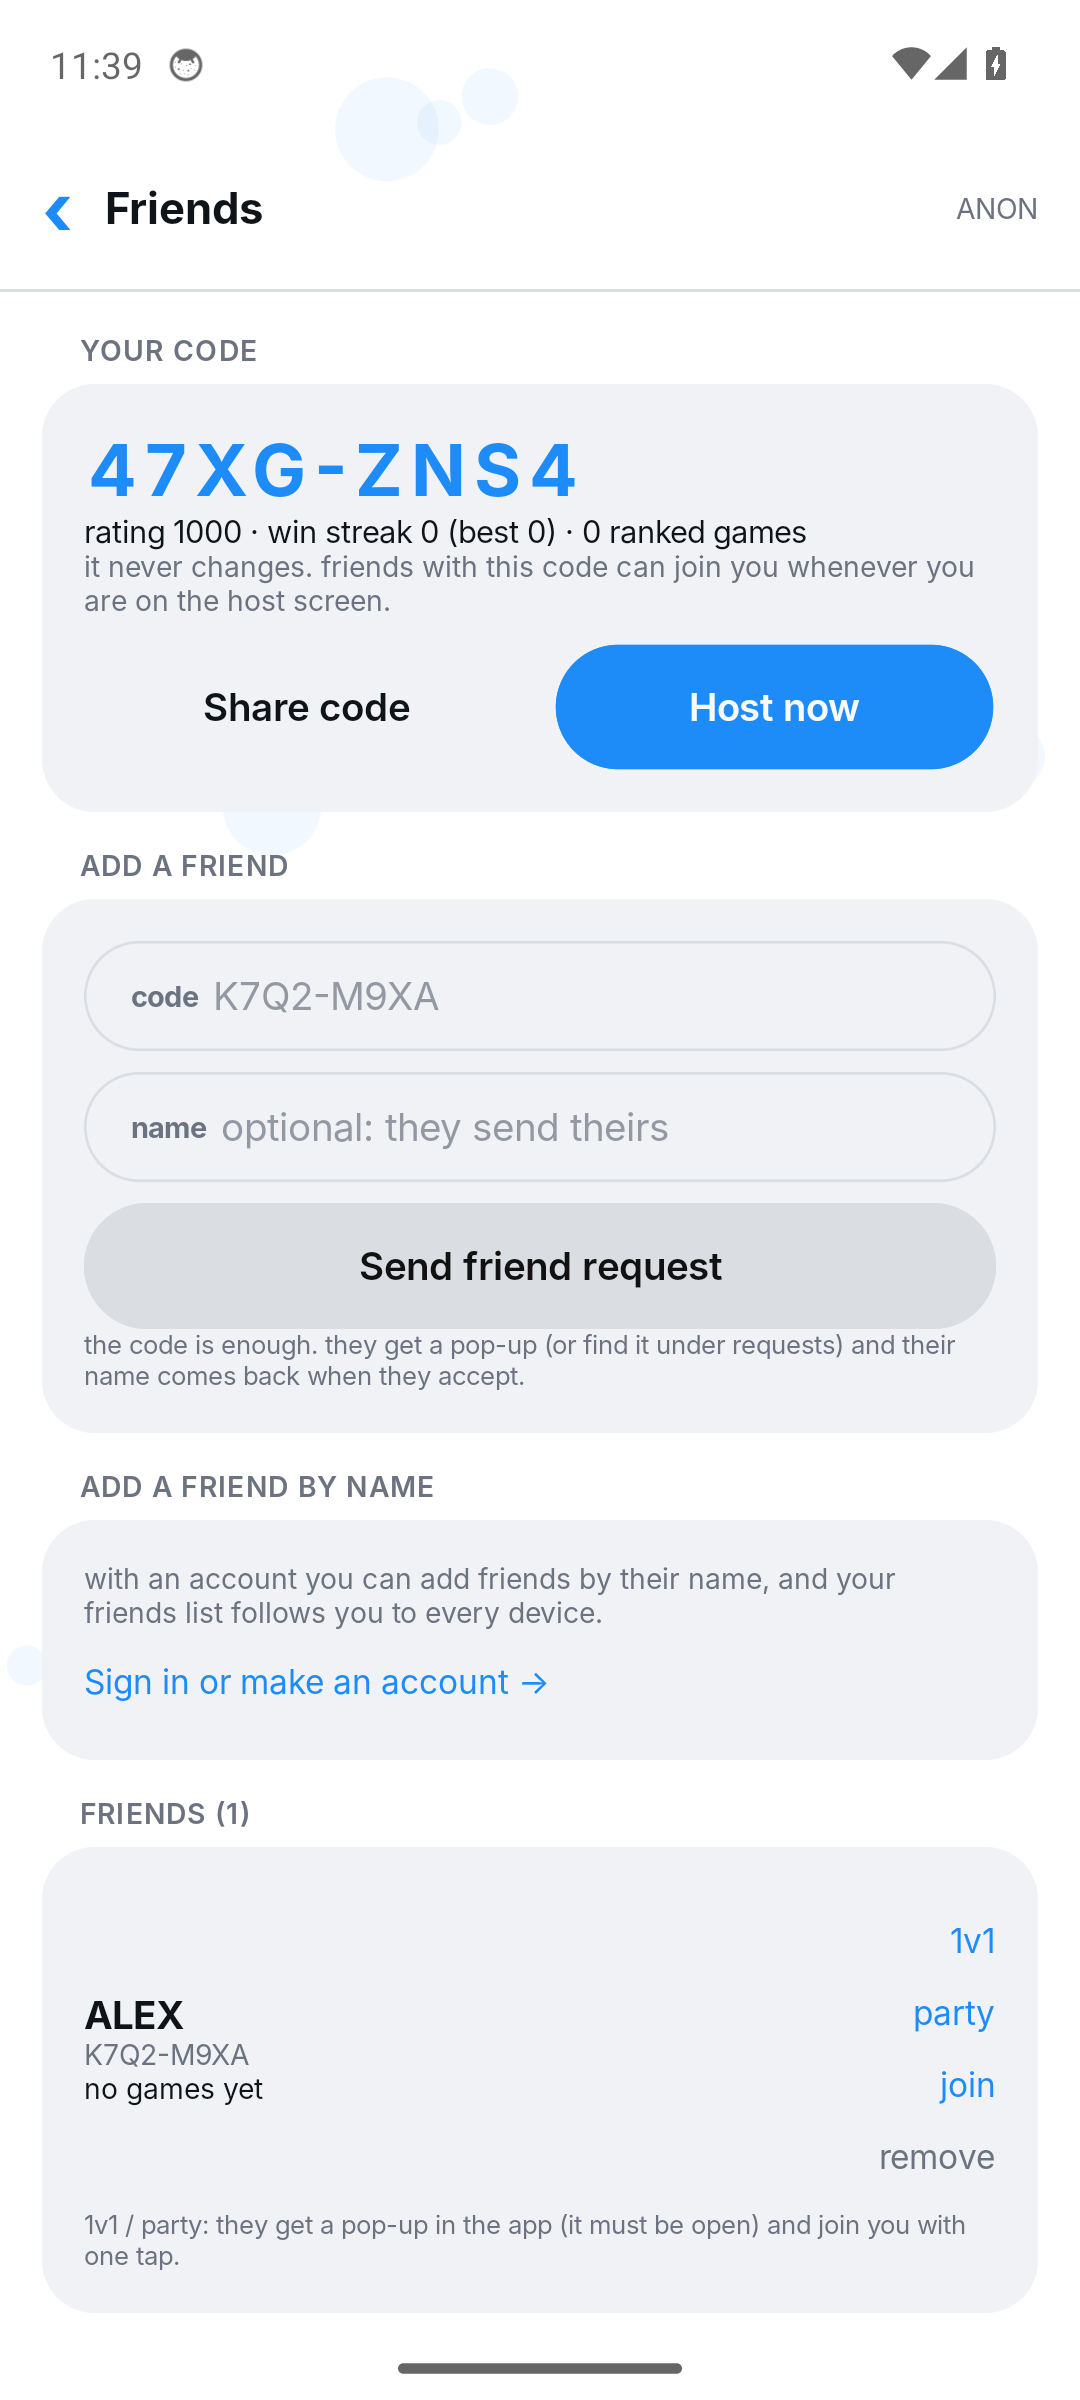 11:39
Friends
ANON
YOUR CODE
47XG-ZNS4
rating 1000 · win streak 0 (best 0) · 0 ranked games
it never changes. friends with this code can join you whenever you
are on the host screen.
Share code
Host now
ADD A FRIEND
code K7Q2-M9XA
name optional: they send theirs
Send friend request
the code is enough. they get a pop-up (or find it under requests) and their
name comes back when they accept.
ADD A FRIEND BY NAME
with an account you can add friends by their name, and your
friends list follows you to every device.
Sign in or make an account →
FRIENDS (1)
1v1
ALEX
party
K7Q2-M9XA
no games yet
join
remove
1v1 / party: they get a pop-up in the app (it must be open) and join you with
one tap.